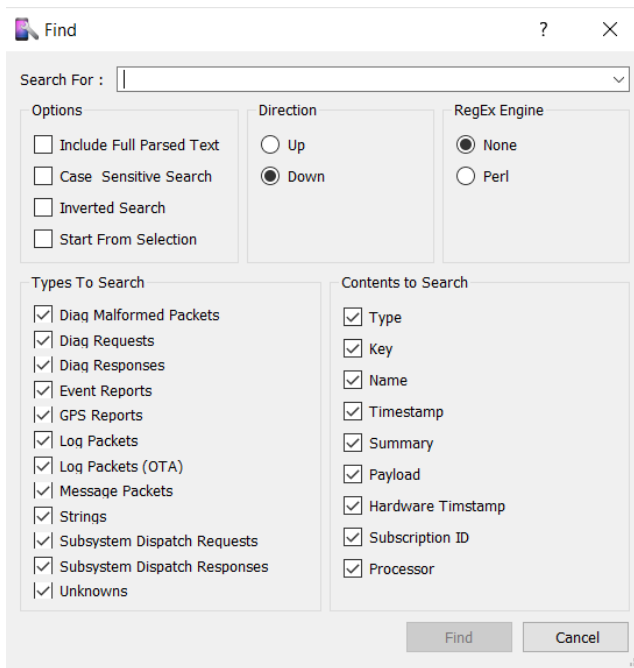 Find
?
Search For :
Options
Include Full Parsed Text
Case Sensitive Search
Inverted Search
Start From Selection
Direction
Up
Down
RegEx Engine
None
Perl
Types To Search
Diag Malformed Packets
Diag Requests
Diag Responses
Event Reports
GPS Reports
Log Packets
Log Packets (OTA)
Message Packets
Strings
Subsystem Dispatch Requests
Subsystem Dispatch Responses
Unknowns
Contents to Search
Type
Key
Name
Timestamp
Summary
Payload
Hardware Timstamp
Subscription ID
Processor
Find
Cancel